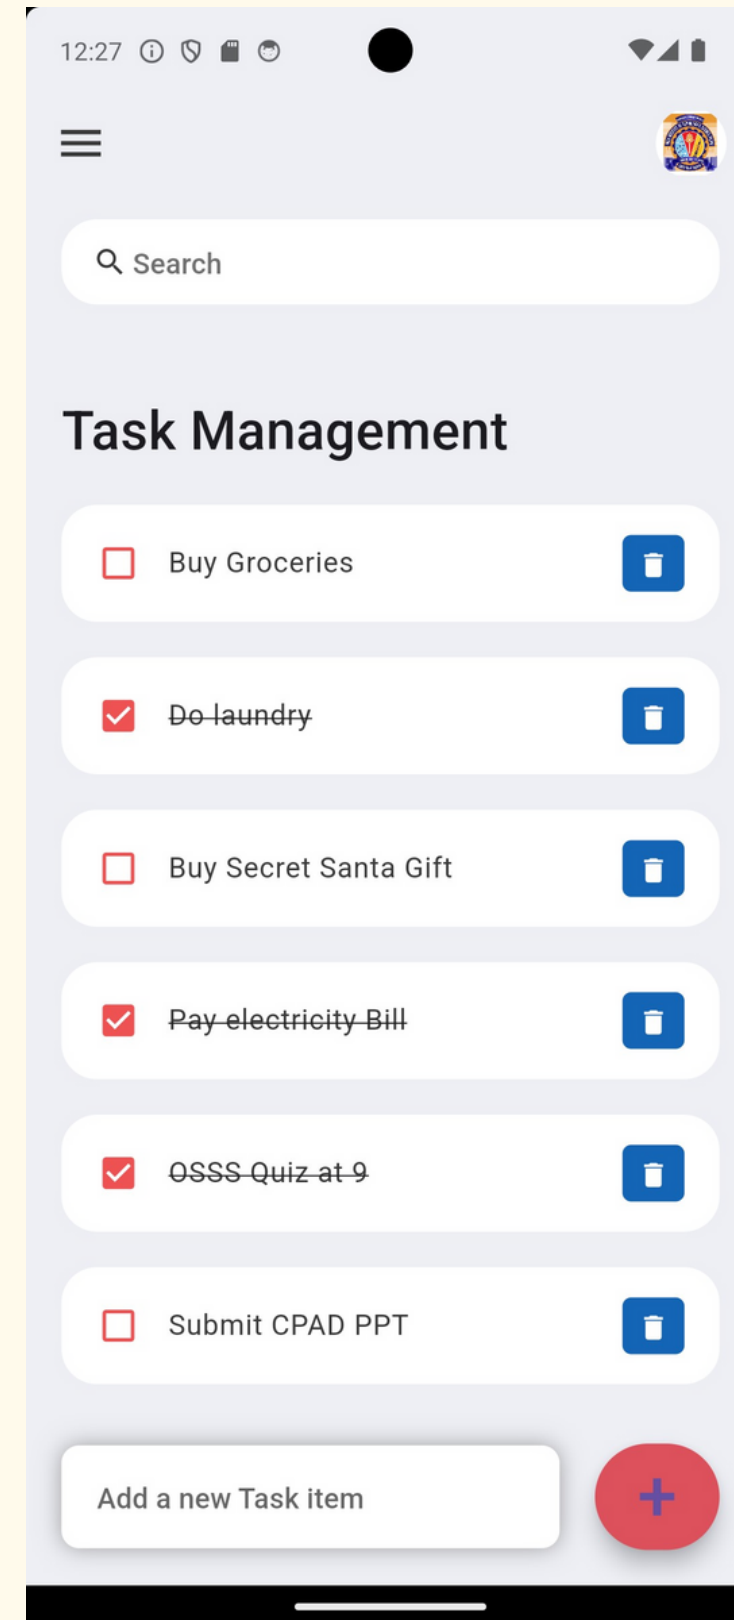 12:27
Search
Task Management
Buy Groceries
Do laundry
Buy Secret Santa Gift
Pay electricity Bill
OSSS Quiz at 9
Submit CPAD PPT
Add a new Task item
+